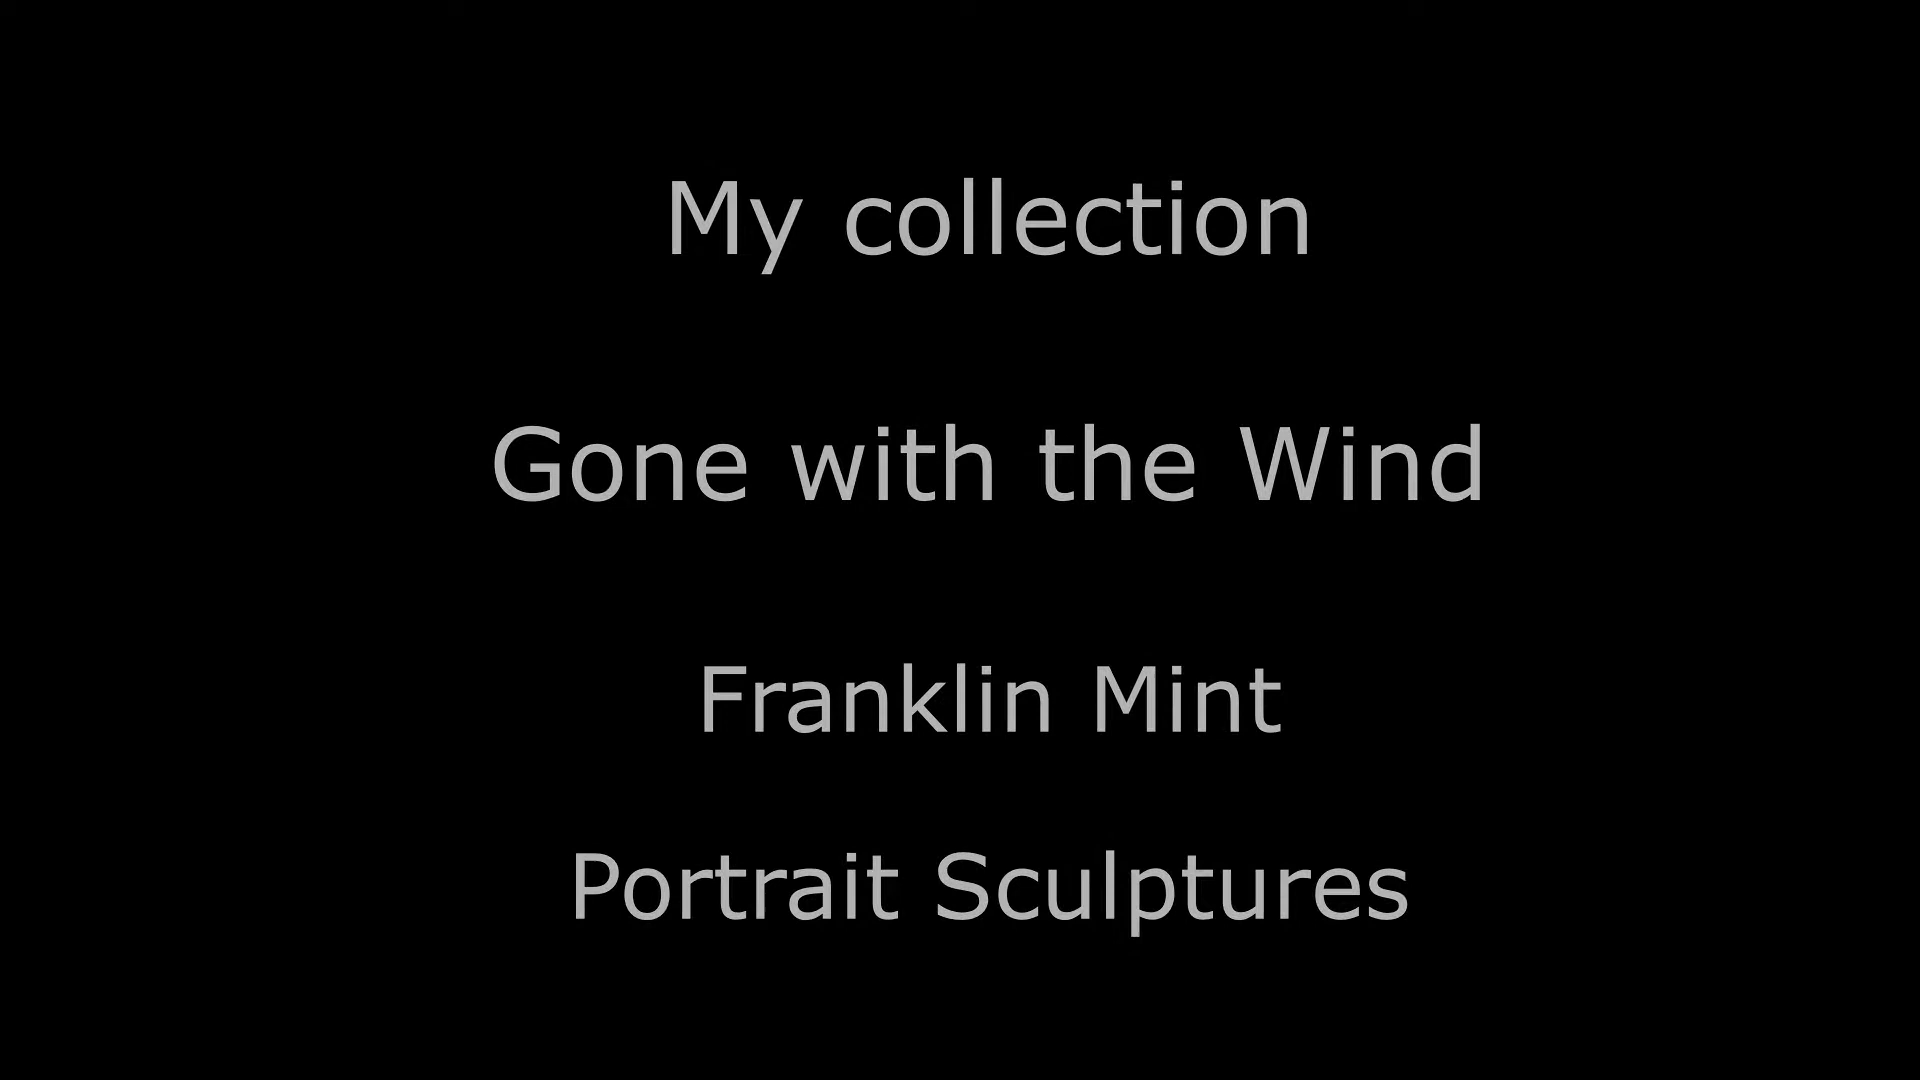 My collection
Gone with the Wind
Franklin Mint
Portrait Sculptures